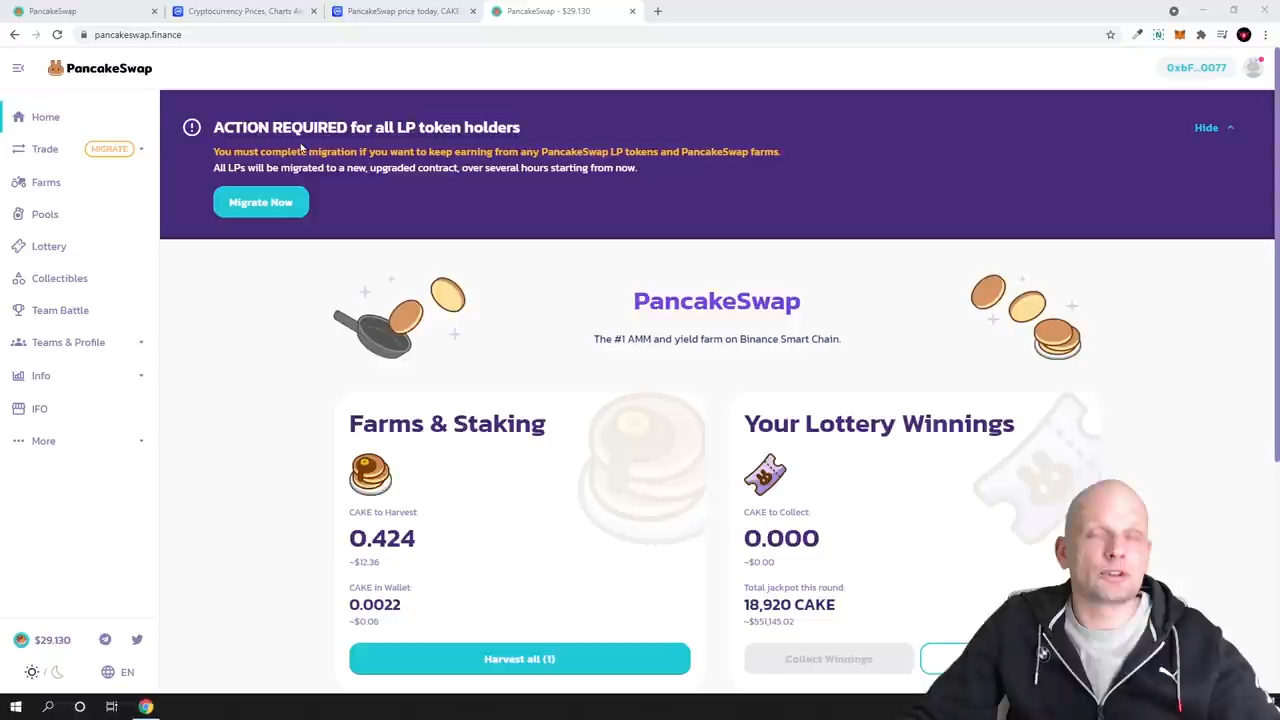 PancakeSwap
Cryptocurrency Prices, Charts A
PancakeSwap price today, CAKE
PancakeSwap - $29.130
pancakeswap.finance
PancakeSwap
0xbF...0077
Home
Trade
MIGRATE
Farms
Pools
Lottery
Collectibles
Team Battle
Teams & Profile
Info
IFO
More
$29.130
EN
ACTION REQUIRED for all LP token holders
Hide
You must complete migration if you want to keep earning from any PancakeSwap LP tokens and PancakeSwap farms.
All LPs will be migrated to a new, upgraded contract, over several hours starting from now.
Migrate Now
PancakeSwap
The #1 AMM and yield farm on Binance Smart Chain.
Farms & Staking
CAKE to Harvest:
0.424
~$12.36
CAKE in Wallet:
0.0022
~$0.06
Harvest all (1)
Your Lottery Winnings
CAKE to Collect:
0.000
~$0.00
Total jackpot this round:
18,920 CAKE
~$551,145.02
Collect Winnings